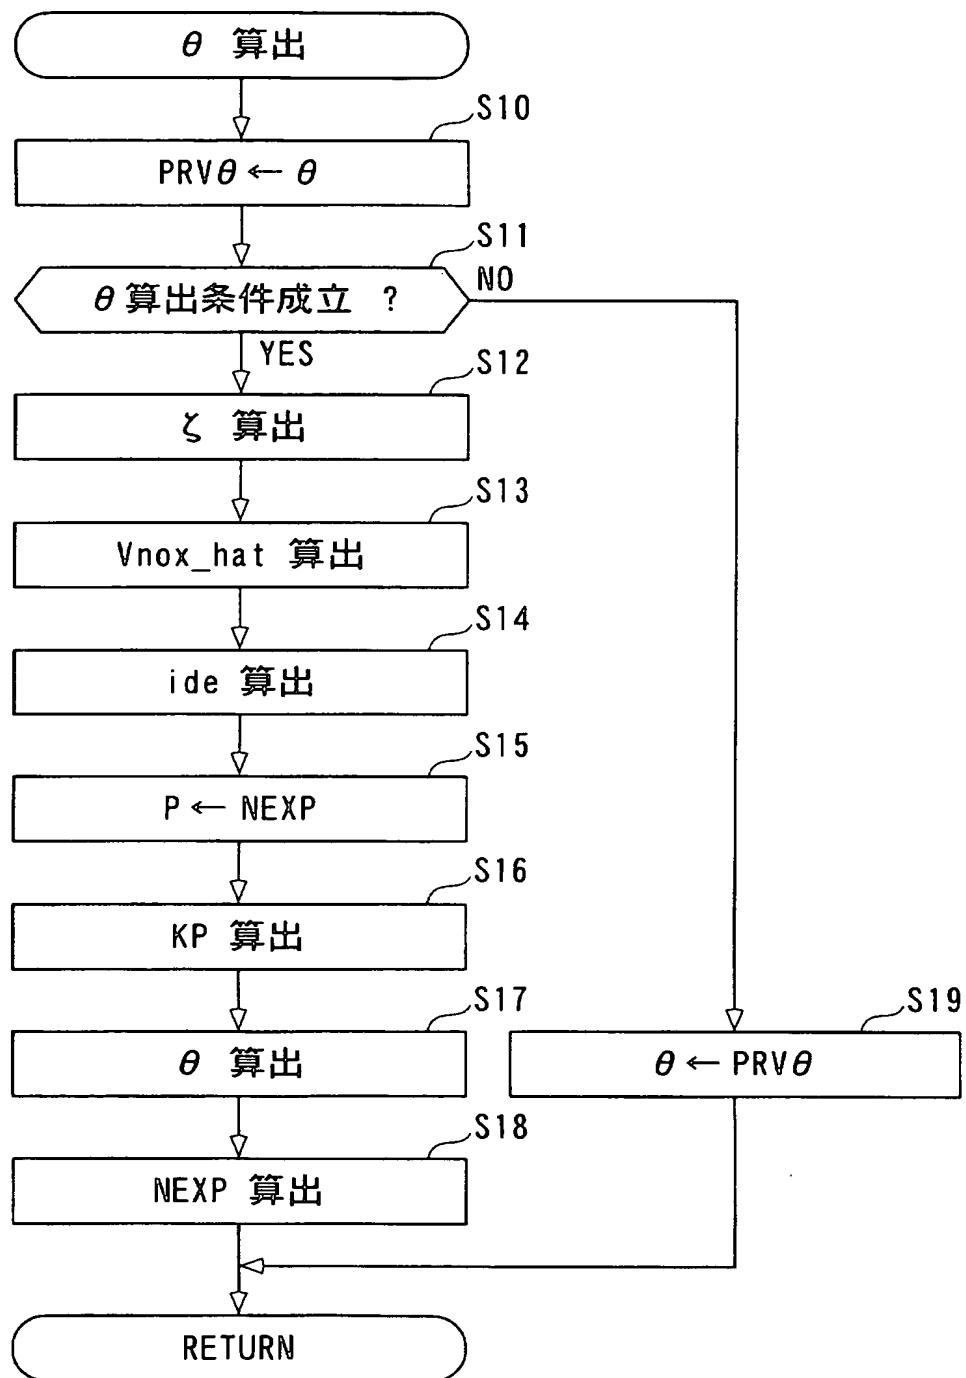 θ 算出
S10
PRVθ ← θ
S11
θ 算出条件成立 ?
NO
YES
S12
ζ 算出
S13
Vnox_hat 算出
S14
ide 算出
S15
P ← NEXP
S16
KP 算出
S17
θ 算出
S19
θ ← PRVθ
S18
NEXP 算出
RETURN